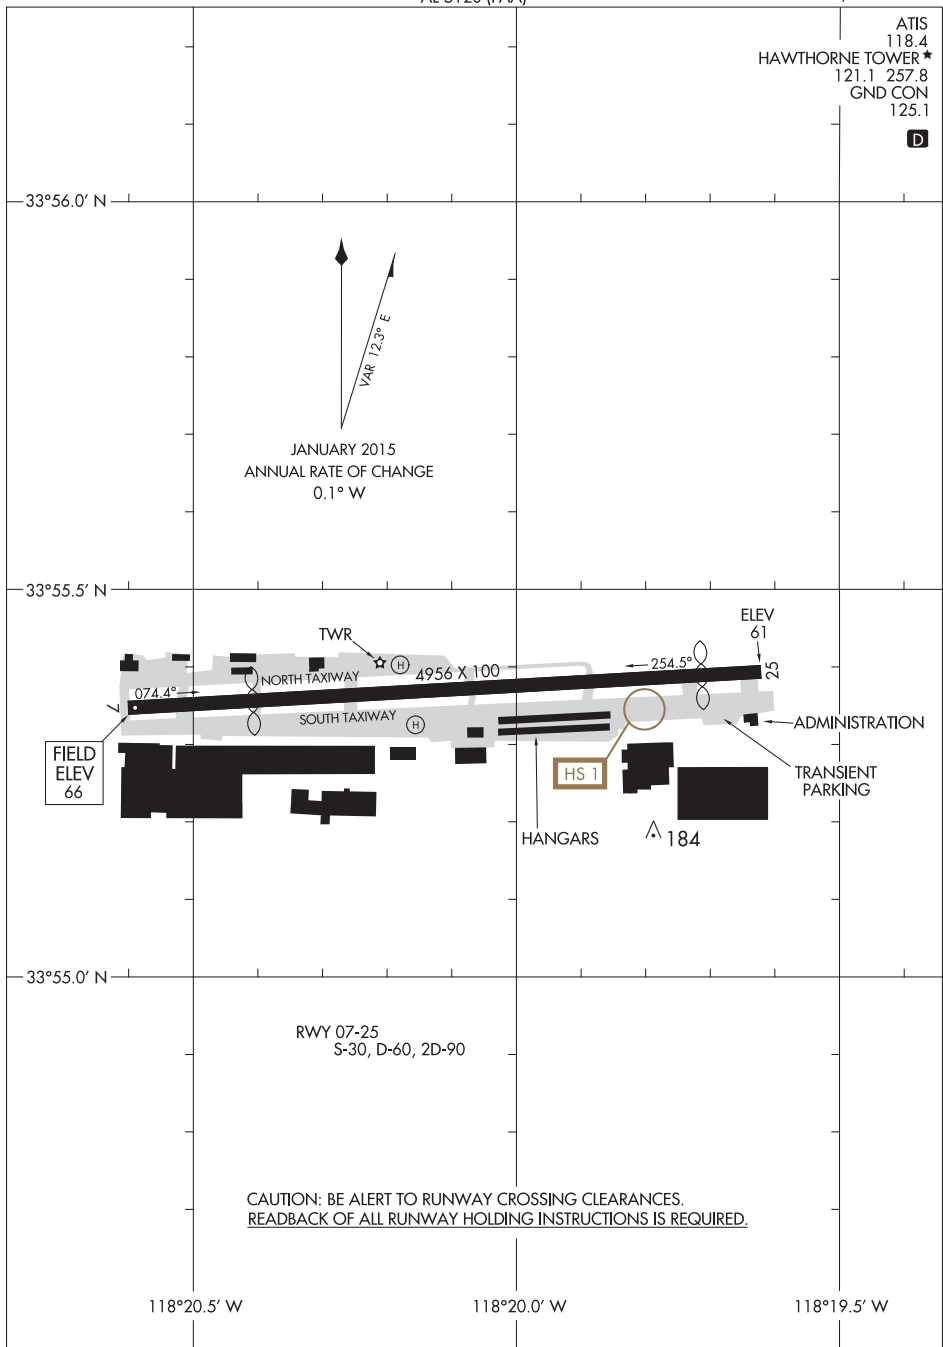 ATIS
118.4
HAWTHORNE TOWER
121.1 257.8
GND CON
125.1
D
33°56.0' N
VAR 12.3° E
JANUARY 2015
ANNUAL RATE OF CHANGE
0.1° W
33°55.5' N
ELEV
61
TWR
H
4956 X 100
254.5°
25
NORTH TAXIWAY
074.4°
7
SOUTH TAXIWAY
H
ADMINISTRATION
FIELD
ELEV
66
HS 1
TRANSIENT
PARKING
HANGARS
184
33°55.0' N
RWY 07-25
S-30, D-60, 2D-90
CAUTION: BE ALERT TO RUNWAY CROSSING CLEARANCES.
READBACK OF ALL RUNWAY HOLDING INSTRUCTIONS IS REQUIRED.
118°20.5' W
118°20.0' W
118°19.5' W